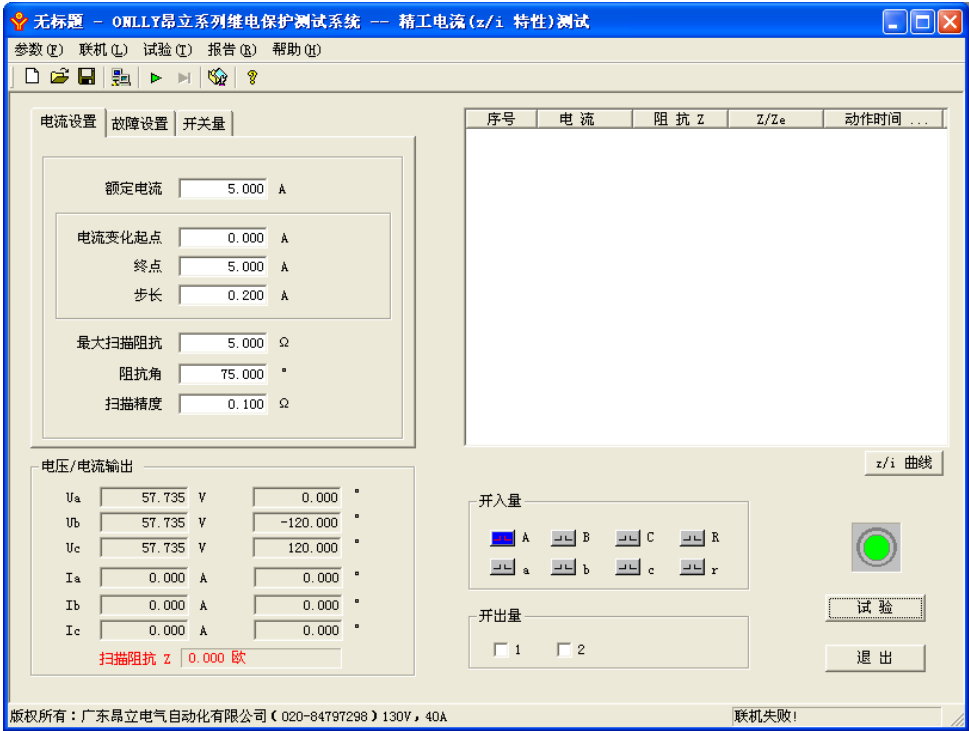 无标题 - ONLLY昂立系列继电保护测试系统 -- 精工电流(z/i 特性)测试
参数(F) 联机(L) 试验(T) 报告(R) 帮助(H)
电流设置 故障设置 开关量
额定电流 5.000 A
电流变化起点 0.000 A
终点 5.000 A
步长 0.200 A
最大扫描阻抗 5.000 Ω
阻抗角 75.000 °
扫描精度 0.100 Ω
序号 电 流 阻 抗 Z Z/Ze 动作时间 ...
z/i 曲线
电压/电流输出
Ua 57.735 V 0.000 °
Ub 57.735 V -120.000 °
Uc 57.735 V 120.000 °
Ia 0.000 A 0.000 °
Ib 0.000 A 0.000 °
Ic 0.000 A 0.000 °
扫描阻抗 Z 0.000 欧
开入量
A B C R
a b c r
开出量
1 2
试 验
退 出
版权所有：广东昂立电气自动化有限公司(020-84797298)130V，40A
联机失败!